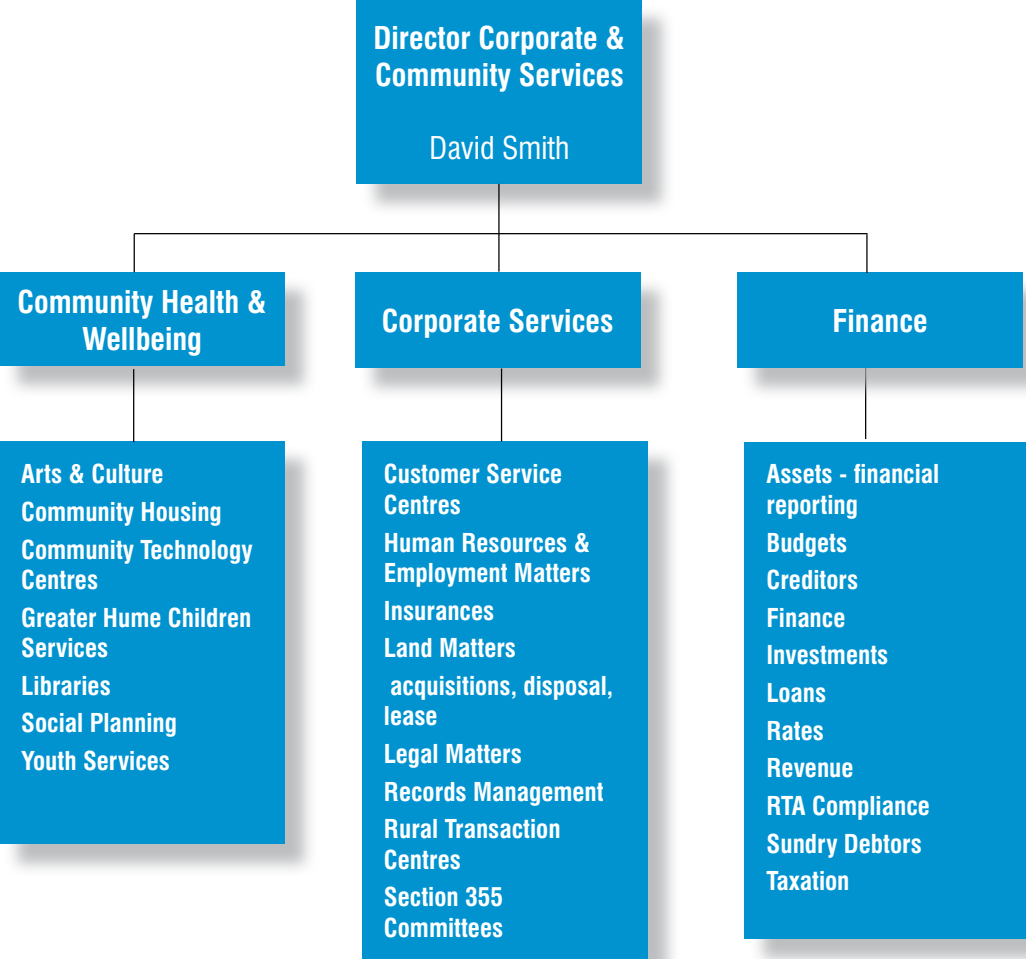 Director Corporate &
Community Services
David Smith
Community Health &
Wellbeing
Corporate Services
Finance
Arts & Culture
Community Housing
Community Technology
Centres
Greater Hume Children
Services
Libraries
Social Planning
Youth Services
Customer Service
Centres
Human Resources &
Employment Matters
Insurances
Land Matters
acquisitions, disposal,
lease
Legal Matters
Records Management
Rural Transaction
Centres
Section 355
Committees
Assets - financial
reporting
Budgets
Creditors
Finance
Investments
Loans
Rates
Revenue
RTA Compliance
Sundry Debtors
Taxation